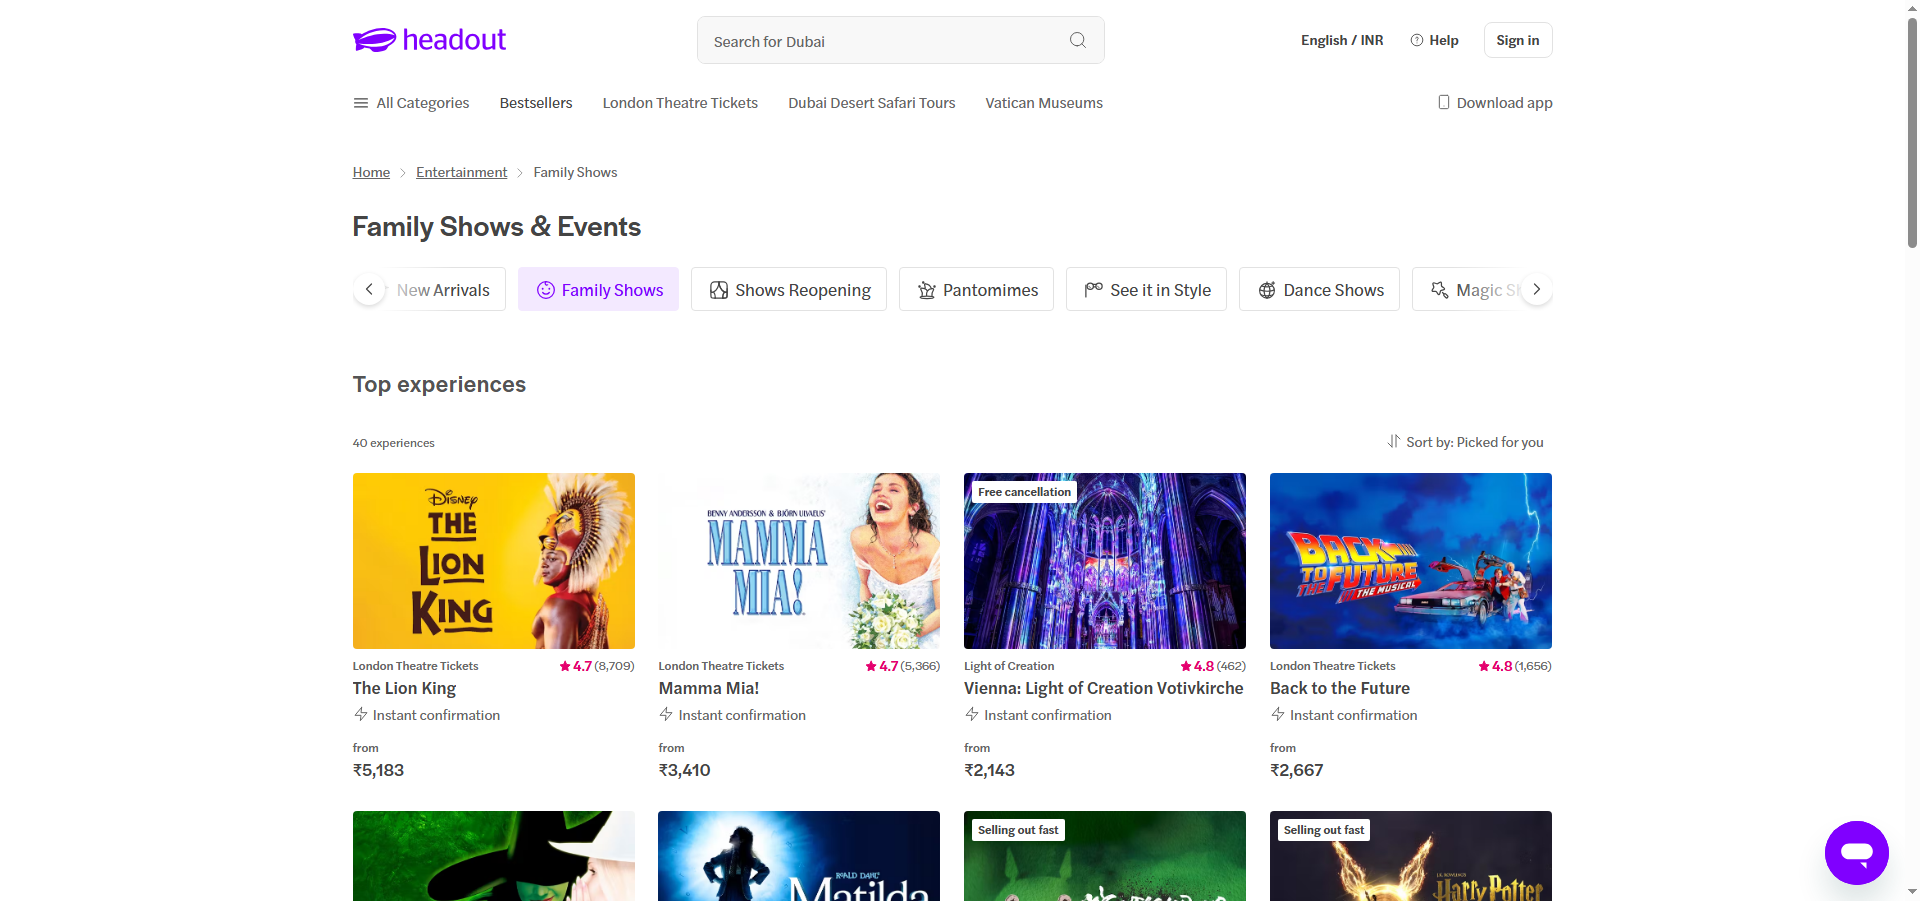 headout
Search for Dubai
English / INR
Help
Sign in
All Categories
Bestsellers
London Theatre Tickets
Dubai Desert Safari Tours
Vatican Museums
Download app
Home
Entertainment
Family Shows
Family Shows & Events
New Arrivals
Family Shows
Shows Reopening
Pantomimes
See it in Style
Dance Shows
Magic Sh
Top experiences
40 experiences
Sort by: Picked for you
DISNEY
THE
LION
KING
London Theatre Tickets
4.7 (8,709)
The Lion King
Instant confirmation
from
₹5,183
BENNY ANDERSSON & BJÖRN ULVAEUS'
MAMMA
MIA!
London Theatre Tickets
4.7 (5,366)
Mamma Mia!
Instant confirmation
from
₹3,410
Free cancellation
Light of Creation
4.8 (462)
Vienna: Light of Creation Votivkirche
Instant confirmation
from
₹2,143
BACK
TO THE FUTURE
THE MUSICAL
London Theatre Tickets
4.8 (1,656)
Back to the Future
Instant confirmation
from
₹2,667
ROALD DAHL'
Matilda
Selling out fast
Selling out fast
J.K. ROWLING'S
Harry Potter